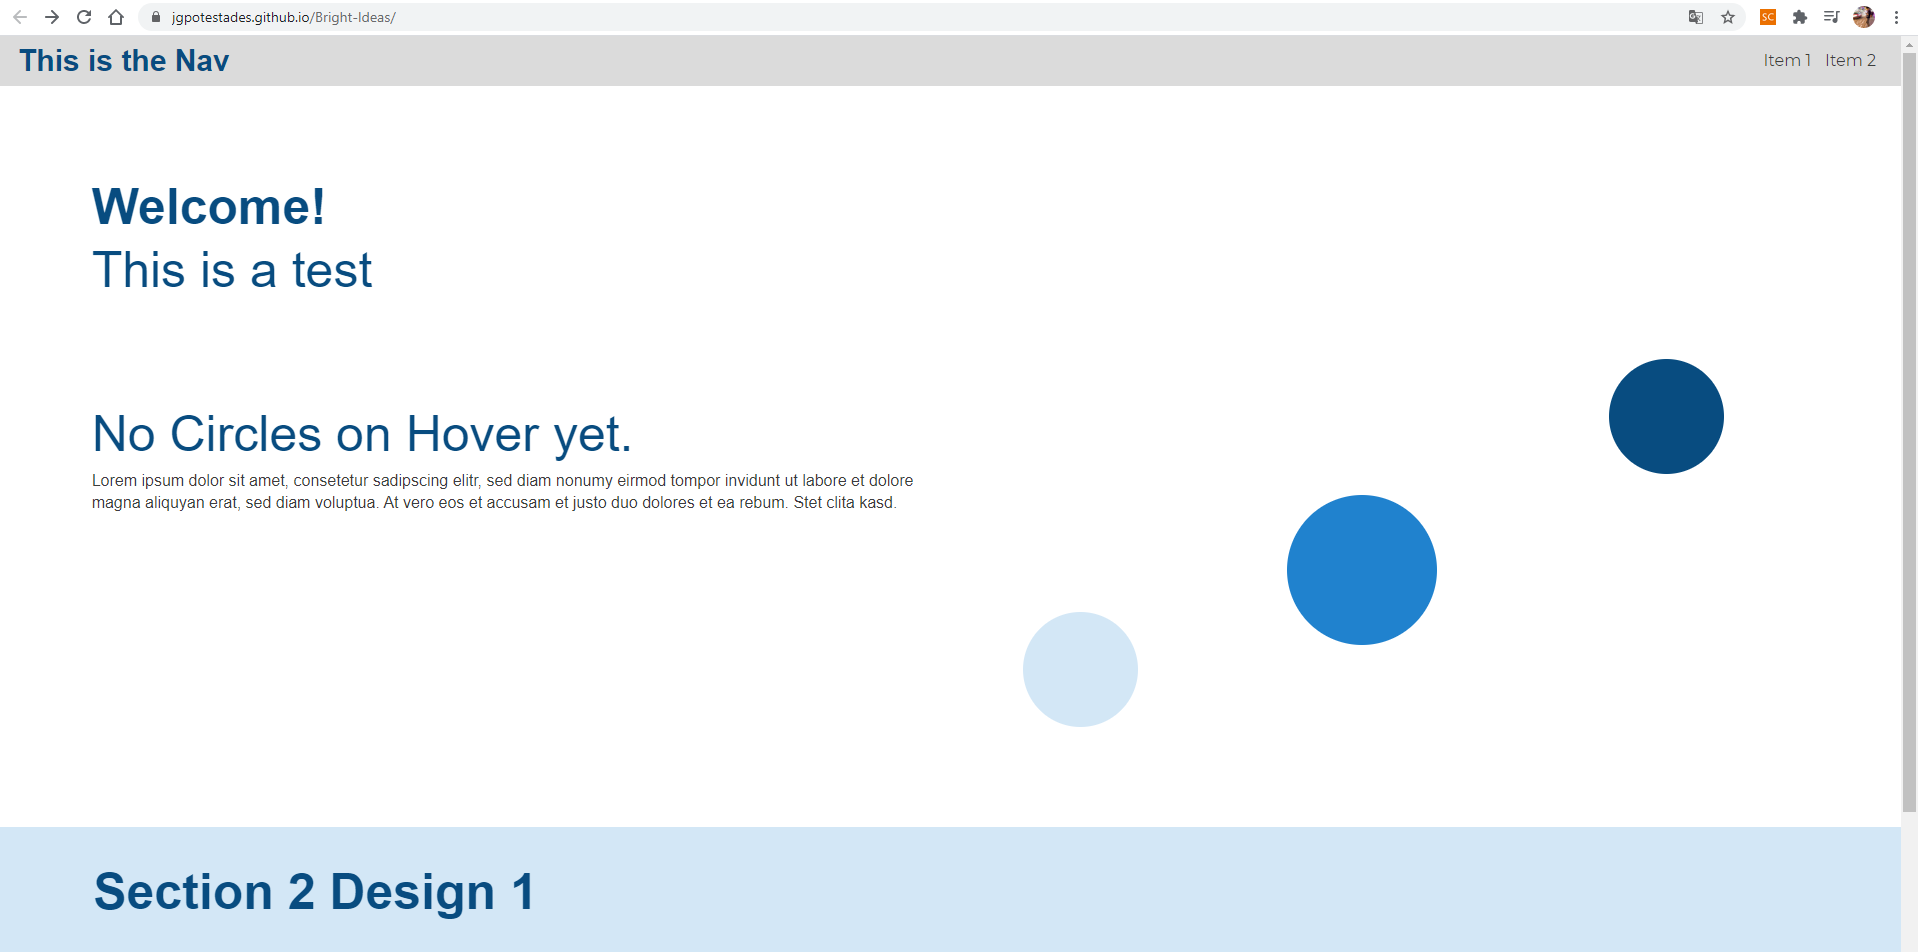 jgpotestades.github.io/Bright-Ideas/
SC
This is the Nav
Item 1 Item 2
Welcome!
This is a test
No Circles on Hover yet.
Lorem ipsum dolor sit amet, consetetur sadipscing elitr, sed diam nonumy eirmod tompor invidunt ut labore et dolore
magna aliquyan erat, sed diam voluptua. At vero eos et accusam et justo duo dolores et ea rebum. Stet clita kasd.
Section 2 Design 1